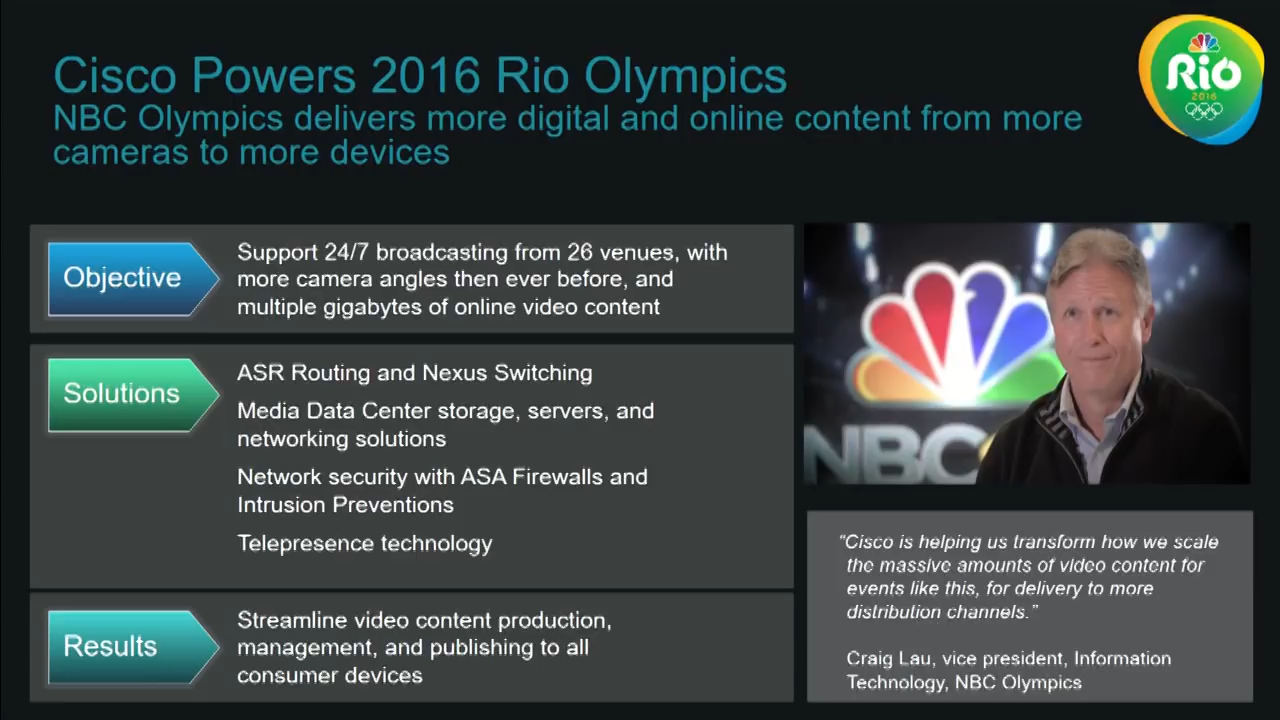 Cisco Powers 2016 Rio Olympics
NBC Olympics delivers more digital and online content from more
cameras to more devices
Rio
2016
Objective
Support 24/7 broadcasting from 26 venues, with
more camera angles then ever before, and
multiple gigabytes of online video content
Solutions
ASR Routing and Nexus Switching
Media Data Center storage, servers, and
networking solutions
Network security with ASA Firewalls and
Intrusion Preventions
Telepresence technology
Results
Streamline video content production,
management, and publishing to all
consumer devices
NBC
"Cisco is helping us transform how we scale
the massive amounts of video content for
events like this, for delivery to more
distribution channels."
Craig Lau, vice president, Information
Technology, NBC Olympics